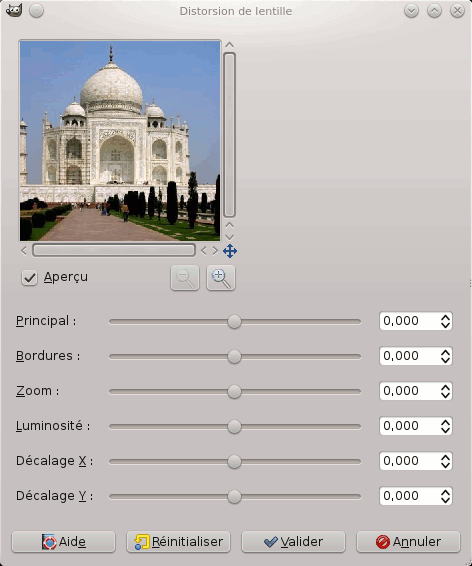 Distorsion de lentille
Aperçu
Principal : 0,000
Bordures : 0,000
Zoom : 0,000
Luminosité : 0,000
Décalage X : 0,000
Décalage Y : 0,000
Aide Réinitialiser Valider Annuler